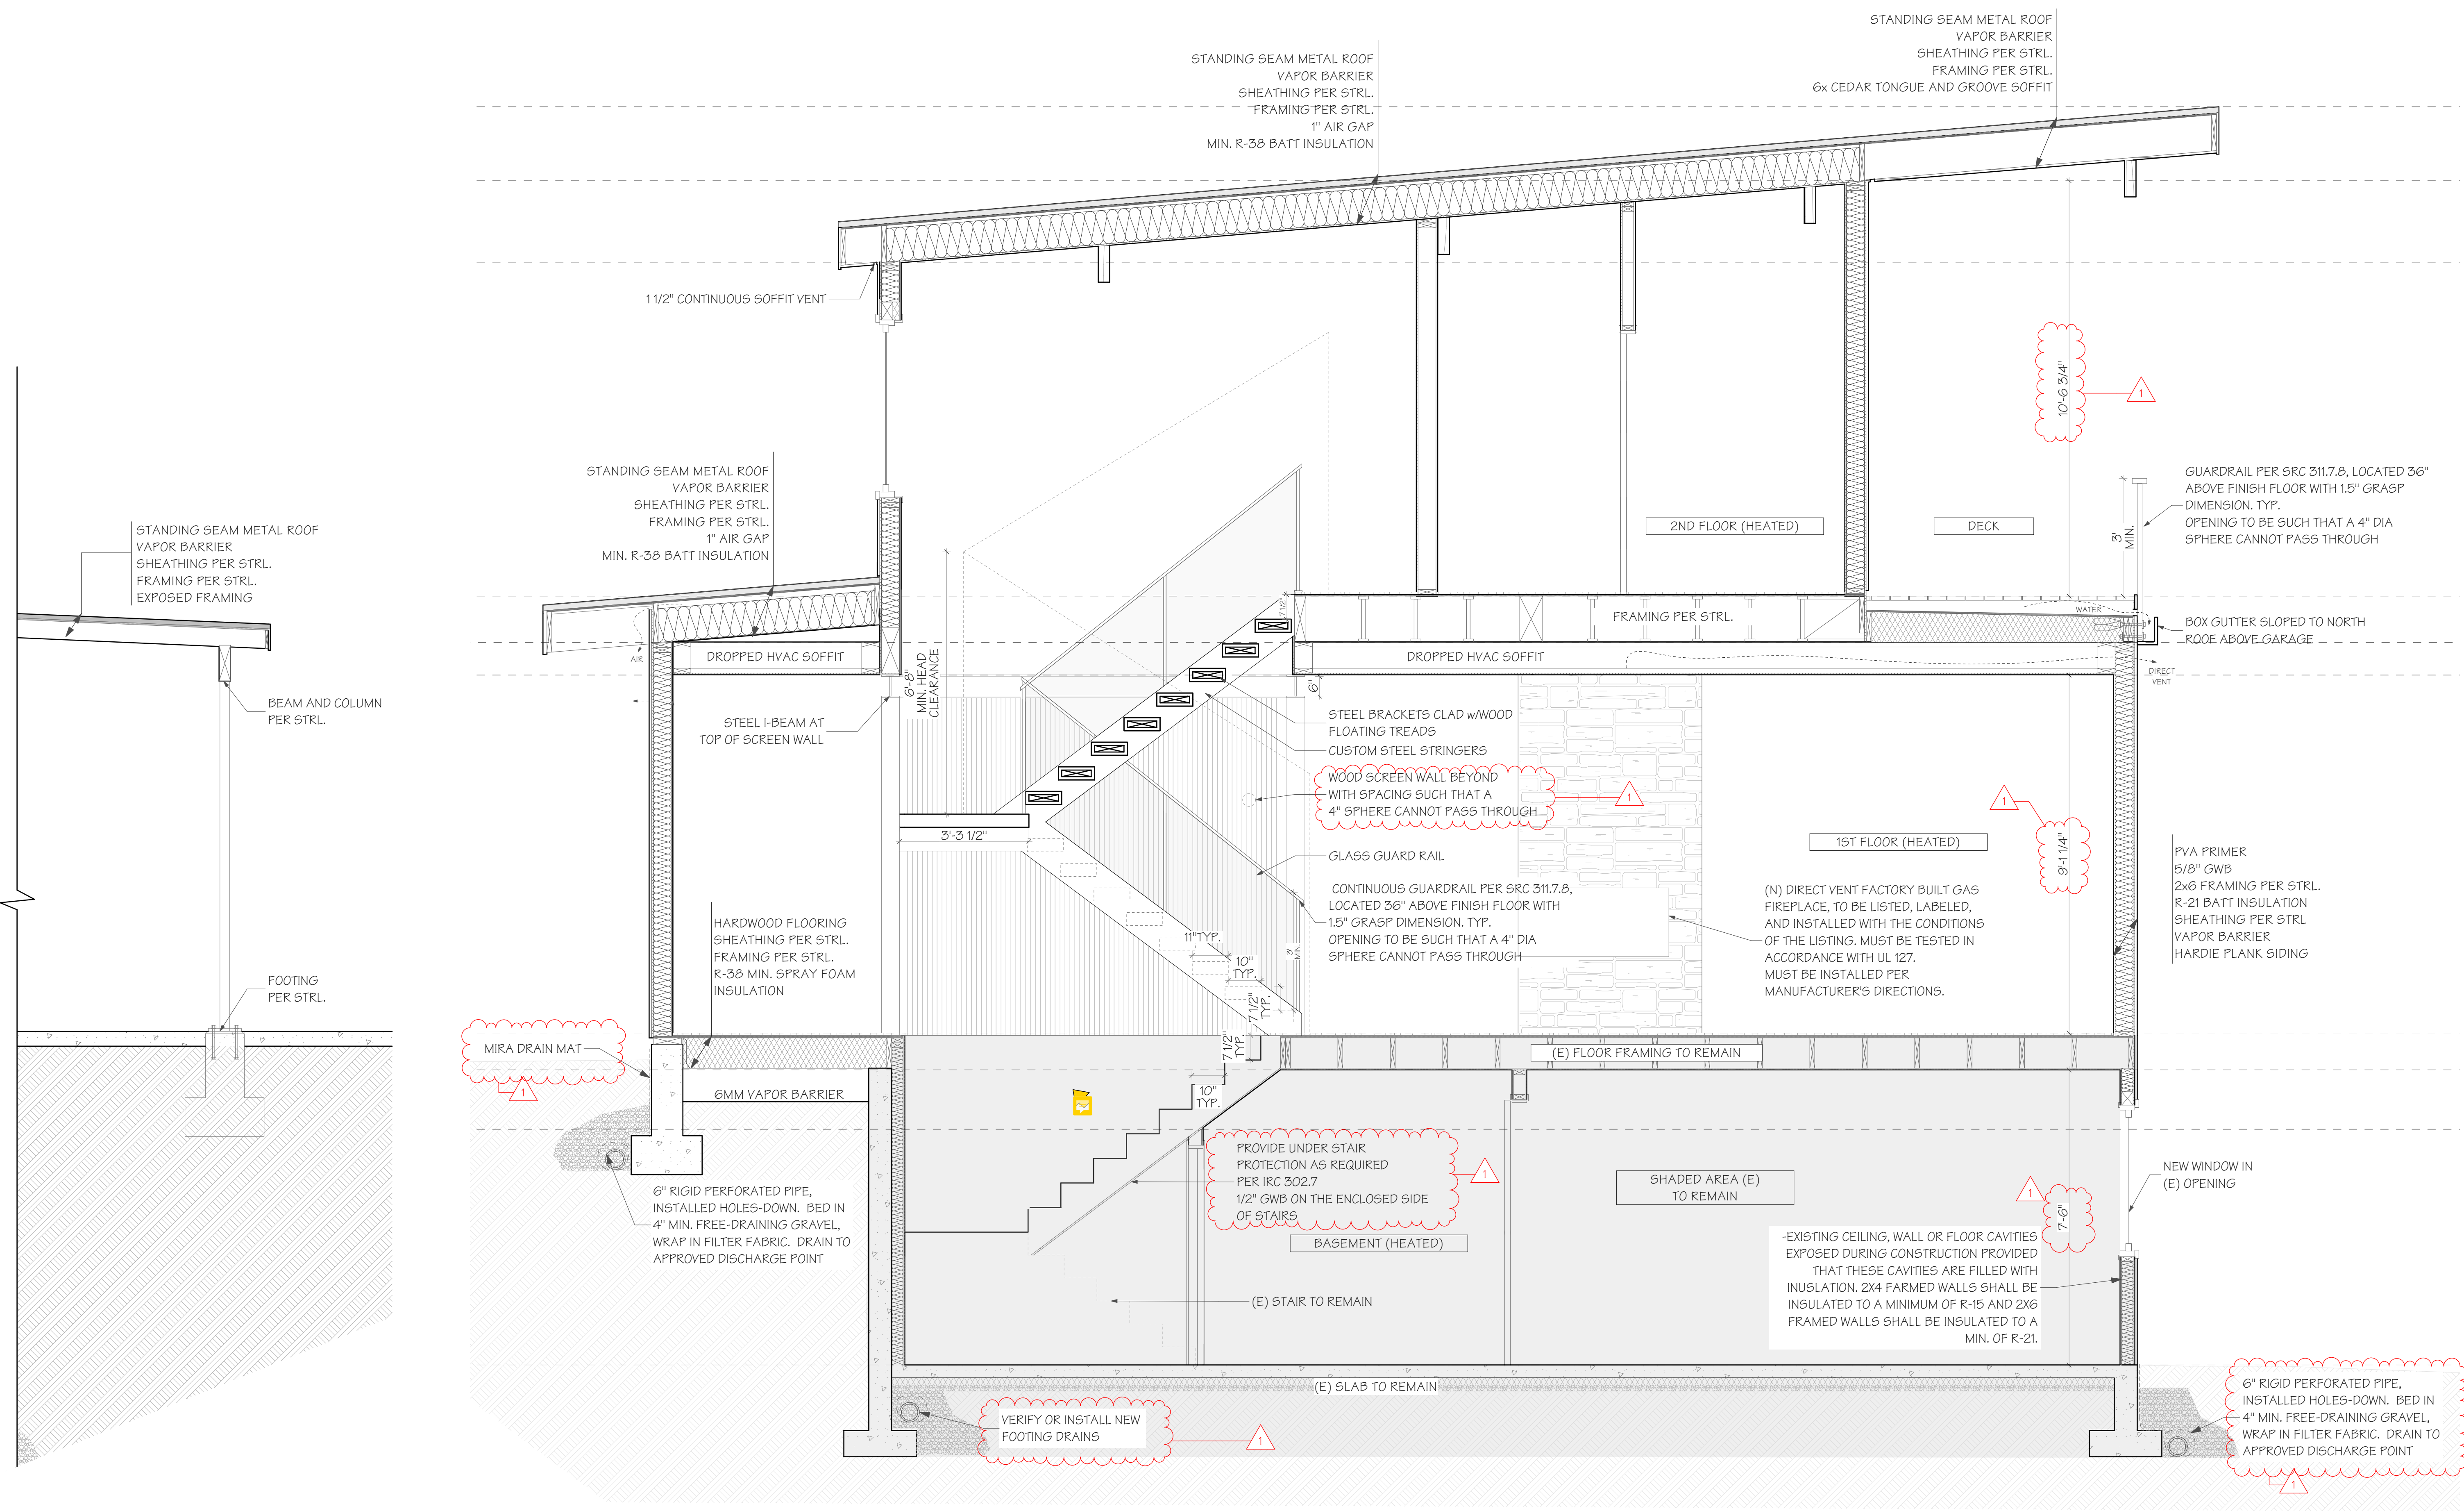 STANDING SEAM METAL ROOF
VAPOR BARRIER
SHEATHING PER STRL.
FRAMING PER STRL.
6x CEDAR TONGUE AND GROOVE SOFFIT
STANDING SEAM METAL ROOF
VAPOR BARRIER
SHEATHING PER STRL.
FRAMING PER STRL.
1" AIR GAP
MIN. R-38 BATT INSULATION
1 1/2" CONTINUOUS SOFFIT VENT
10'-6 3/4"
1
STANDING SEAM METAL ROOF
VAPOR BARRIER
SHEATHING PER STRL.
FRAMING PER STRL.
1" AIR GAP
MIN. R-38 BATT INSULATION
GUARDRAIL PER SRC 311.7.8, LOCATED 36"
ABOVE FINISH FLOOR WITH 1.5" GRASP
DIMENSION. TYP.
OPENING TO BE SUCH THAT A 4" DIA
SPHERE CANNOT PASS THROUGH
3'
MIN.
2ND FLOOR (HEATED)
DECK
STANDING SEAM METAL ROOF
VAPOR BARRIER
SHEATHING PER STRL.
FRAMING PER STRL.
EXPOSED FRAMING
7 1/2"
FRAMING PER STRL.
WATER
BOX GUTTER SLOPED TO NORTH
ROOF ABOVE GARAGE
AIR
DROPPED HVAC SOFFIT
DROPPED HVAC SOFFIT
DIRECT
VENT
6'-8"
MIN. HEAD
CLEARANCE
6"
BEAM AND COLUMN
PER STRL.
STEEL I-BEAM AT
TOP OF SCREEN WALL
STEEL BRACKETS CLAD w/WOOD
FLOATING TREADS
CUSTOM STEEL STRINGERS
WOOD SCREEN WALL BEYOND
WITH SPACING SUCH THAT A
4" SPHERE CANNOT PASS THROUGH
1
1
3'-3 1/2"
1ST FLOOR (HEATED)
9'-1 1/4"
GLASS GUARD RAIL
PVA PRIMER
5/8" GWB
2x6 FRAMING PER STRL.
R-21 BATT INSULATION
SHEATHING PER STRL
VAPOR BARRIER
HARDIE PLANK SIDING
CONTINUOUS GUARDRAIL PER SRC 311.7.8,
LOCATED 36" ABOVE FINISH FLOOR WITH
1.5" GRASP DIMENSION. TYP.
OPENING TO BE SUCH THAT A 4" DIA
SPHERE CANNOT PASS THROUGH
(N) DIRECT VENT FACTORY BUILT GAS
FIREPLACE, TO BE LISTED, LABELED,
AND INSTALLED WITH THE CONDITIONS
OF THE LISTING. MUST BE TESTED IN
ACCORDANCE WITH UL 127.
MUST BE INSTALLED PER
MANUFACTURER'S DIRECTIONS.
HARDWOOD FLOORING
SHEATHING PER STRL.
FRAMING PER STRL.
R-38 MIN. SPRAY FOAM
INSULATION
11"TYP.
10"
TYP.
3'
MIN.
7 1/2"
TYP.
FOOTING
PER STRL.
7 1/2"
TYP.
MIRA DRAIN MAT
1
(E) FLOOR FRAMING TO REMAIN
6MM VAPOR BARRIER
10"
TYP.
PROVIDE UNDER STAIR
PROTECTION AS REQUIRED
PER IRC 302.7
1/2" GWB ON THE ENCLOSED SIDE
OF STAIRS
1
BASEMENT (HEATED)
SHADED AREA (E)
TO REMAIN
1
7'-6"
NEW WINDOW IN
(E) OPENING
6" RIGID PERFORATED PIPE,
INSTALLED HOLES-DOWN. BED IN
4" MIN. FREE-DRAINING GRAVEL,
WRAP IN FILTER FABRIC. DRAIN TO
APPROVED DISCHARGE POINT
-EXISTING CEILING, WALL OR FLOOR CAVITIES
EXPOSED DURING CONSTRUCTION PROVIDED
THAT THESE CAVITIES ARE FILLED WITH
INUSLATION. 2X4 FARMED WALLS SHALL BE
INSULATED TO A MINIMUM OF R-15 AND 2X6
FRAMED WALLS SHALL BE INSULATED TO A
MIN. OF R-21.
(E) STAIR TO REMAIN
(E) SLAB TO REMAIN
VERIFY OR INSTALL NEW
FOOTING DRAINS
1
6" RIGID PERFORATED PIPE,
INSTALLED HOLES-DOWN. BED IN
4" MIN. FREE-DRAINING GRAVEL,
WRAP IN FILTER FABRIC. DRAIN TO
APPROVED DISCHARGE POINT
1